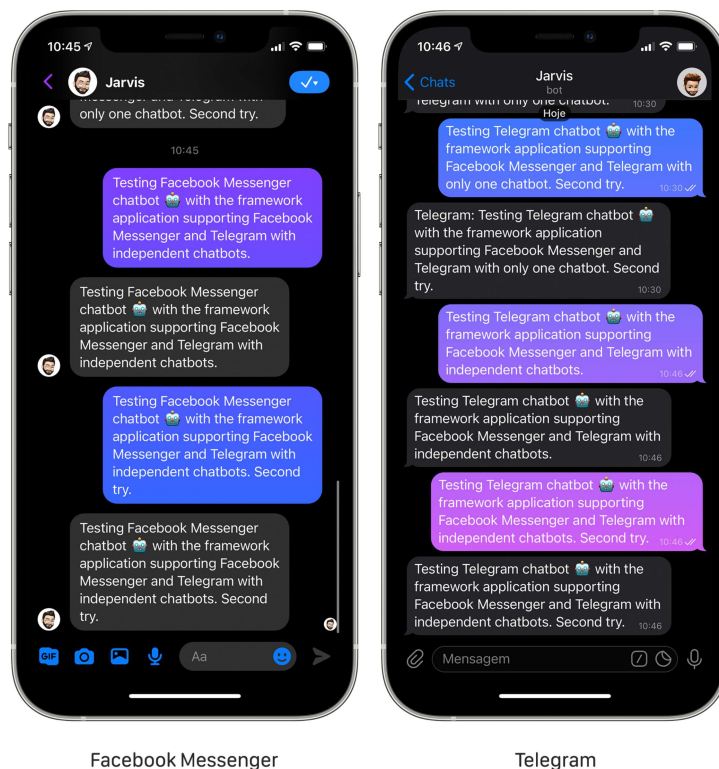 10:45
Jarvis
Messenger and Telegram with
only one chatbot. Second try.
10:45
Testing Facebook Messenger
chatbot 🤖 with the framework
application supporting Facebook
Messenger and Telegram with
independent chatbots.
Testing Facebook Messenger
chatbot 🤖 with the framework
application supporting Facebook
Messenger and Telegram with
independent chatbots.
Testing Facebook Messenger
chatbot 🤖 with the framework
application supporting Facebook
Messenger and Telegram with
independent chatbots. Second
try.
Testing Facebook Messenger
chatbot 🤖 with the framework
application supporting Facebook
Messenger and Telegram with
independent chatbots. Second
try.
GIF
Aa
Facebook Messenger
10:46
Chats
Jarvis
bot
Telegram with only one chatbot. 10:30
Hoje
Testing Telegram chatbot 🤖 with the
framework application supporting
Facebook Messenger and Telegram with
only one chatbot. Second try. 10:30
Telegram: Testing Telegram chatbot 🤖
with the framework application
supporting Facebook Messenger and
Telegram with only one chatbot. Second
try. 10:30
Testing Telegram chatbot 🤖 with the
framework application supporting
Facebook Messenger and Telegram with
independent chatbots. 10:46
Testing Telegram chatbot 🤖 with the
framework application supporting
Facebook Messenger and Telegram with
independent chatbots. 10:46
Testing Telegram chatbot 🤖 with the
framework application supporting
Facebook Messenger and Telegram with
independent chatbots. Second try. 10:46
Testing Telegram chatbot 🤖 with the
framework application supporting
Facebook Messenger and Telegram with
independent chatbots. Second try. 10:46
Mensagem
Telegram